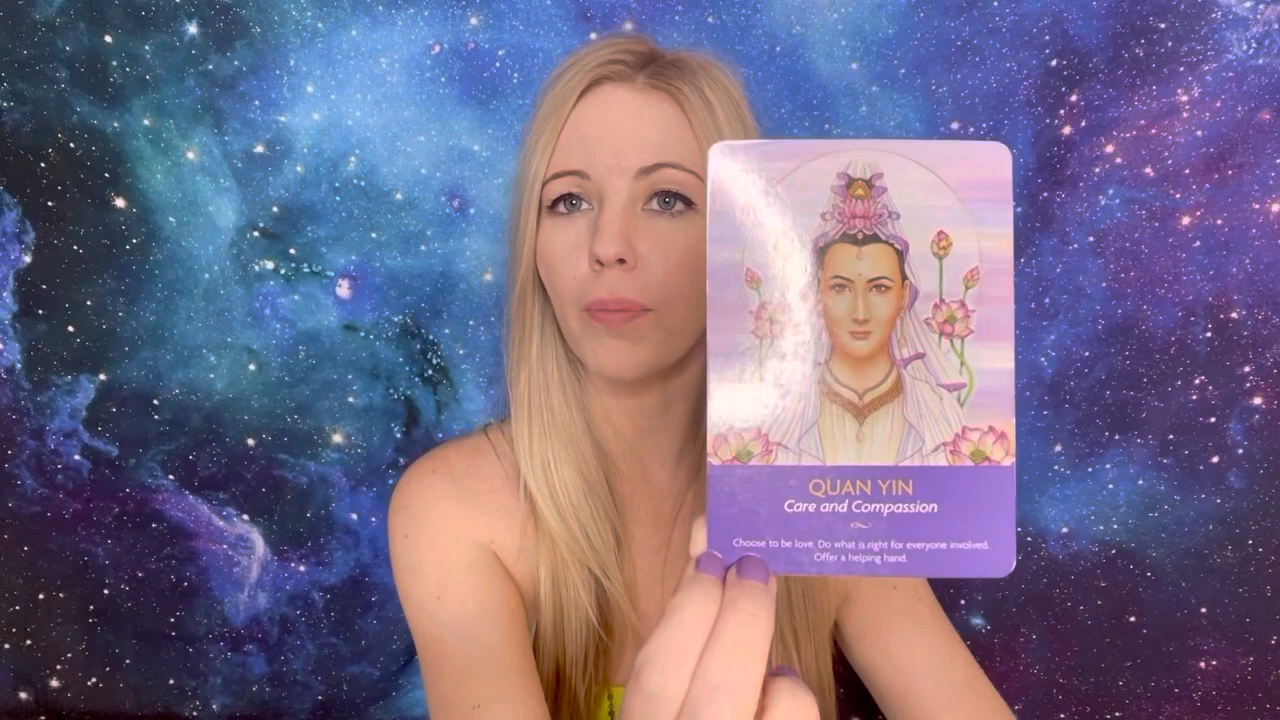 QUAN YIN
Care and Compassion
Choose to be love. Do what is right for everyone involved.
Offer a helping hand.